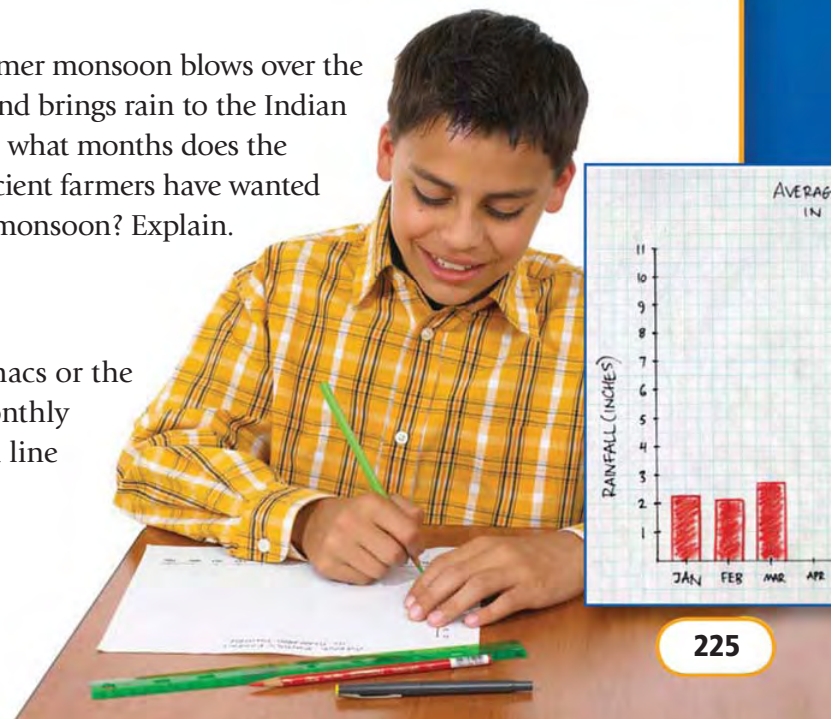 mer monsoon blows over the
nd brings rain to the Indian
what months does the
cient farmers have wanted
monsoon? Explain.
nacs or the
onthly
line
AVERAG
IN
11
10
9
8
7
6
5
4
3
2
1
RAINFALL (INCHES)
JAN FEB MAR APR
225